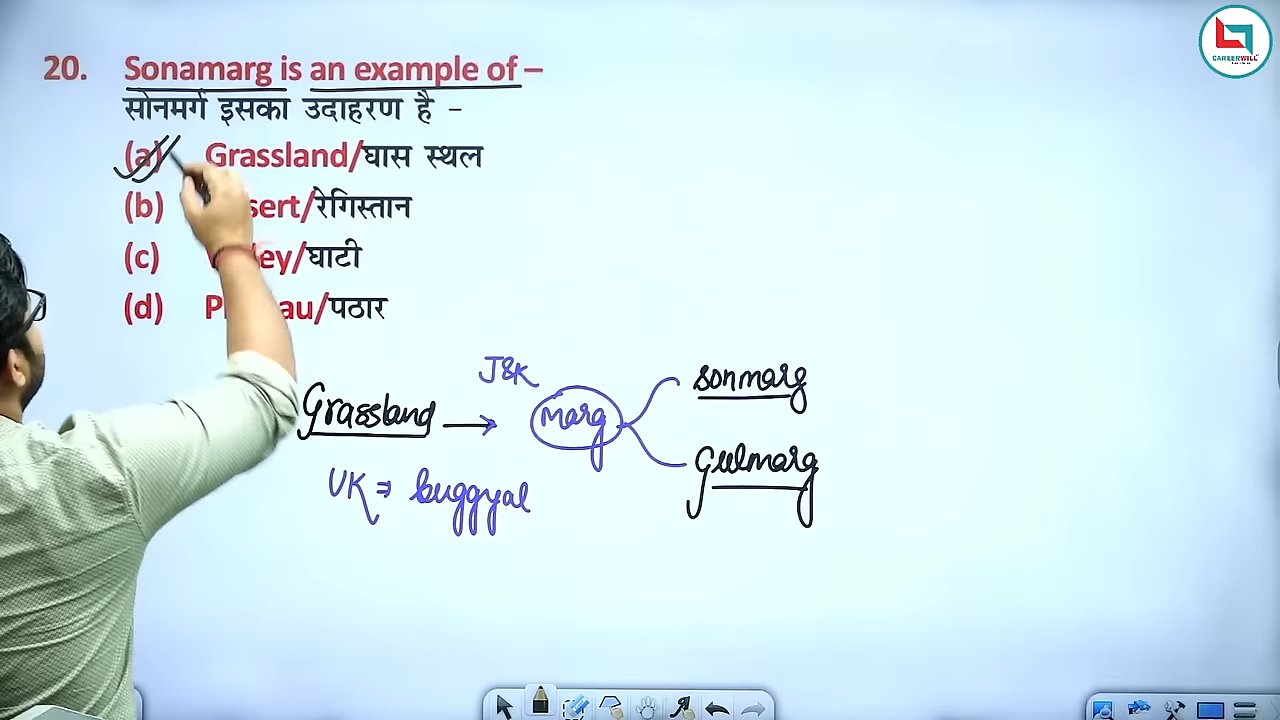 CAREERWILL
20. Sonamarg is an example of –
सोनमर्ग इसका उदाहरण है –
(a) Grassland/घास स्थल
(b) sert/रेगिस्तान
(c) ey/घाटी
(d) P au/पठार
J&K
Grassland → marg sonmarg
Gulmarg
UK ⇒ buggyal